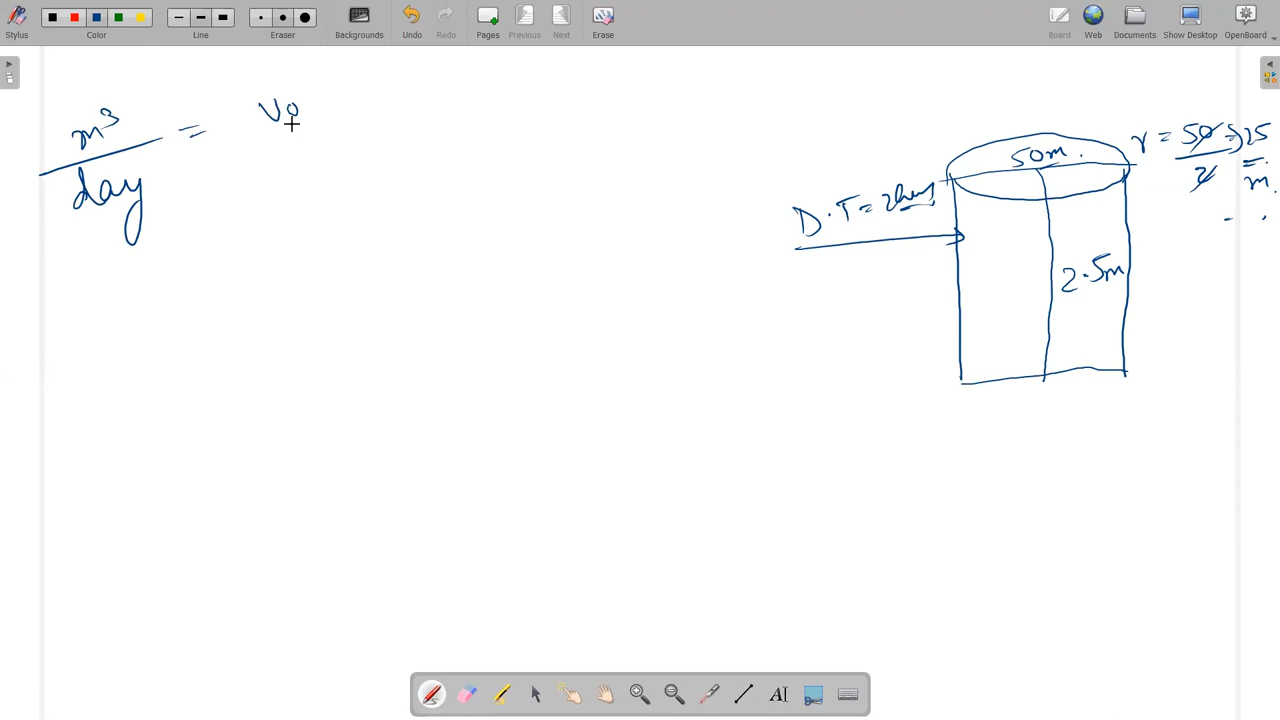 Stylus
Color
Line
Eraser
Backgrounds
Undo
Redo
Pages
Previous
Next
Erase
Board
Web
Documents
Show Desktop
OpenBoard
m³
day
=
Vo
D.T = 2
50m.
2.5m
r = 50
2
= 25
m.